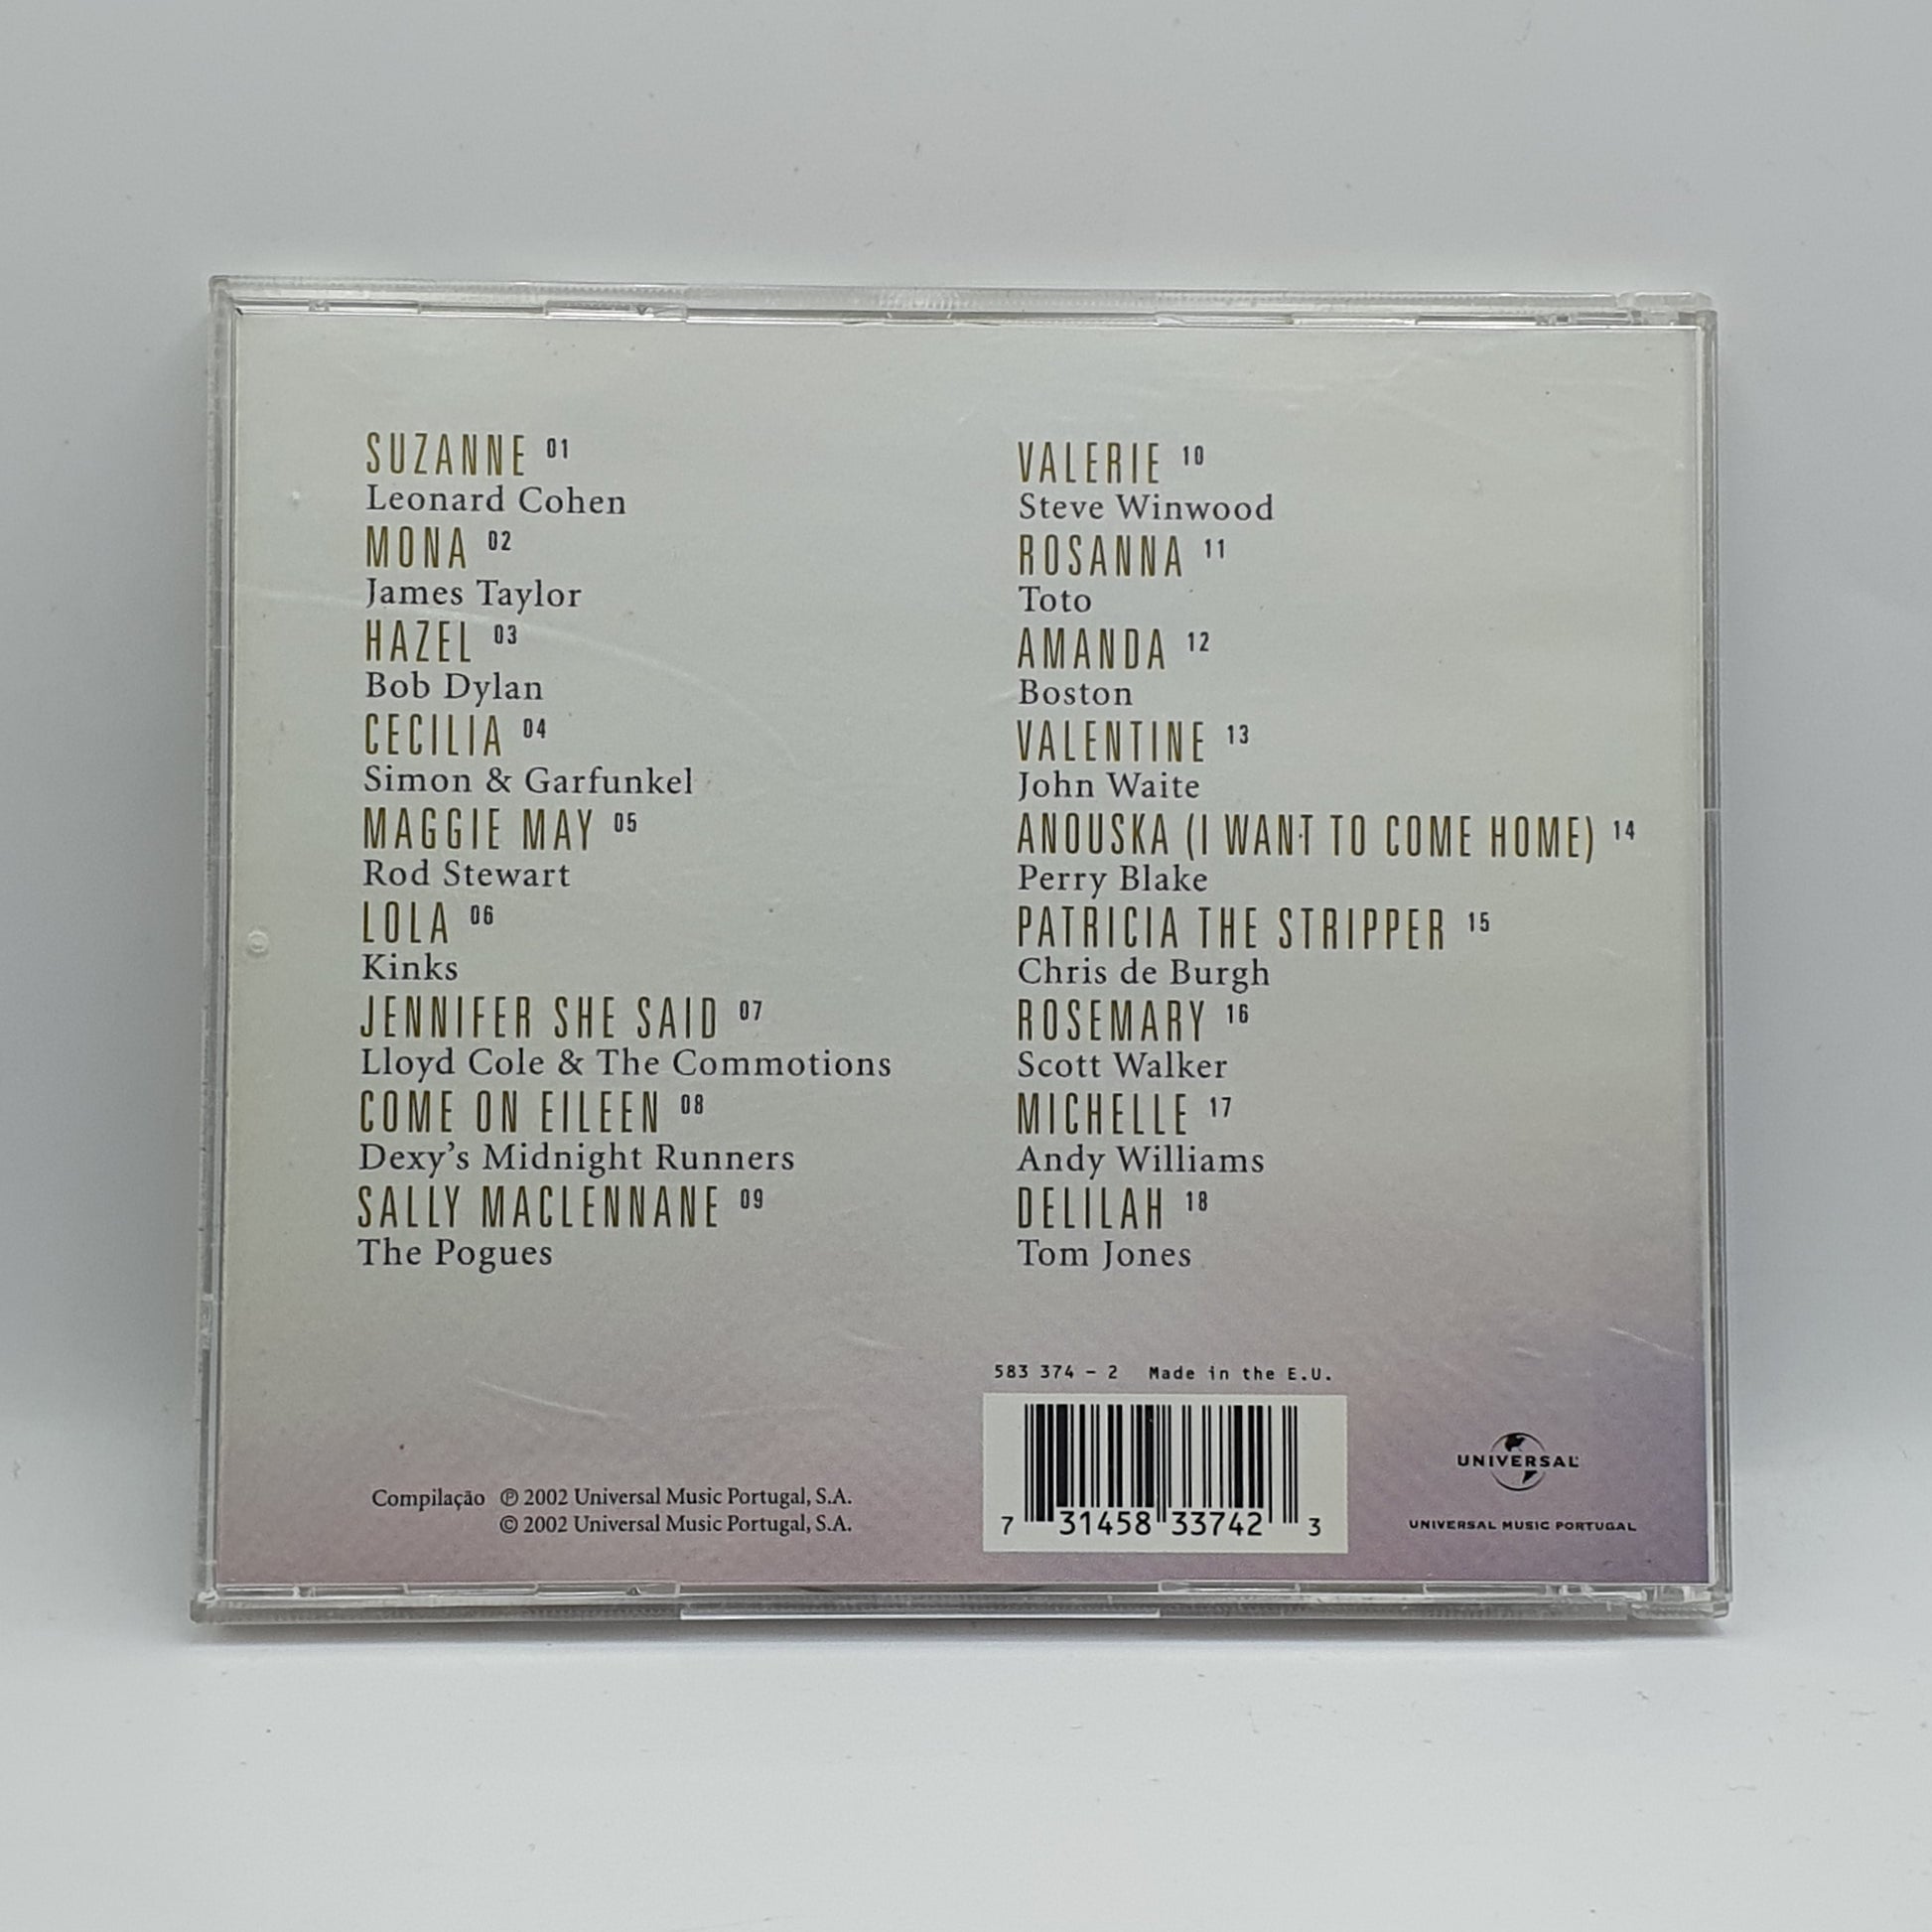 SUZANNE 01
Leonard Cohen
MONA 02
James Taylor
HAZEL 03
Bob Dylan
CECILIA 04
Simon & Garfunkel
MAGGIE MAY 05
Rod Stewart
LOLA 06
Kinks
JENNIFER SHE SAID 07
Lloyd Cole & The Commotions
COME ON EILEEN 08
Dexy's Midnight Runners
SALLY MACLENNANE 09
The Pogues
VALERIE 10
Steve Winwood
ROSANNA 11
Toto
AMANDA 12
Boston
VALENTINE 13
John Waite
ANOUSKA (I WANT TO COME HOME) 14
Perry Blake
PATRICIA THE STRIPPER 15
Chris de Burgh
ROSEMARY 16
Scott Walker
MICHELLE 17
Andy Williams
DELILAH 18
Tom Jones
583 374 - 2 Made in the E.U.
7 31458 33742 3
Compilação ℗ 2002 Universal Music Portugal, S.A.
© 2002 Universal Music Portugal, S.A.
UNIVERSAL
UNIVERSAL MUSIC PORTUGAL